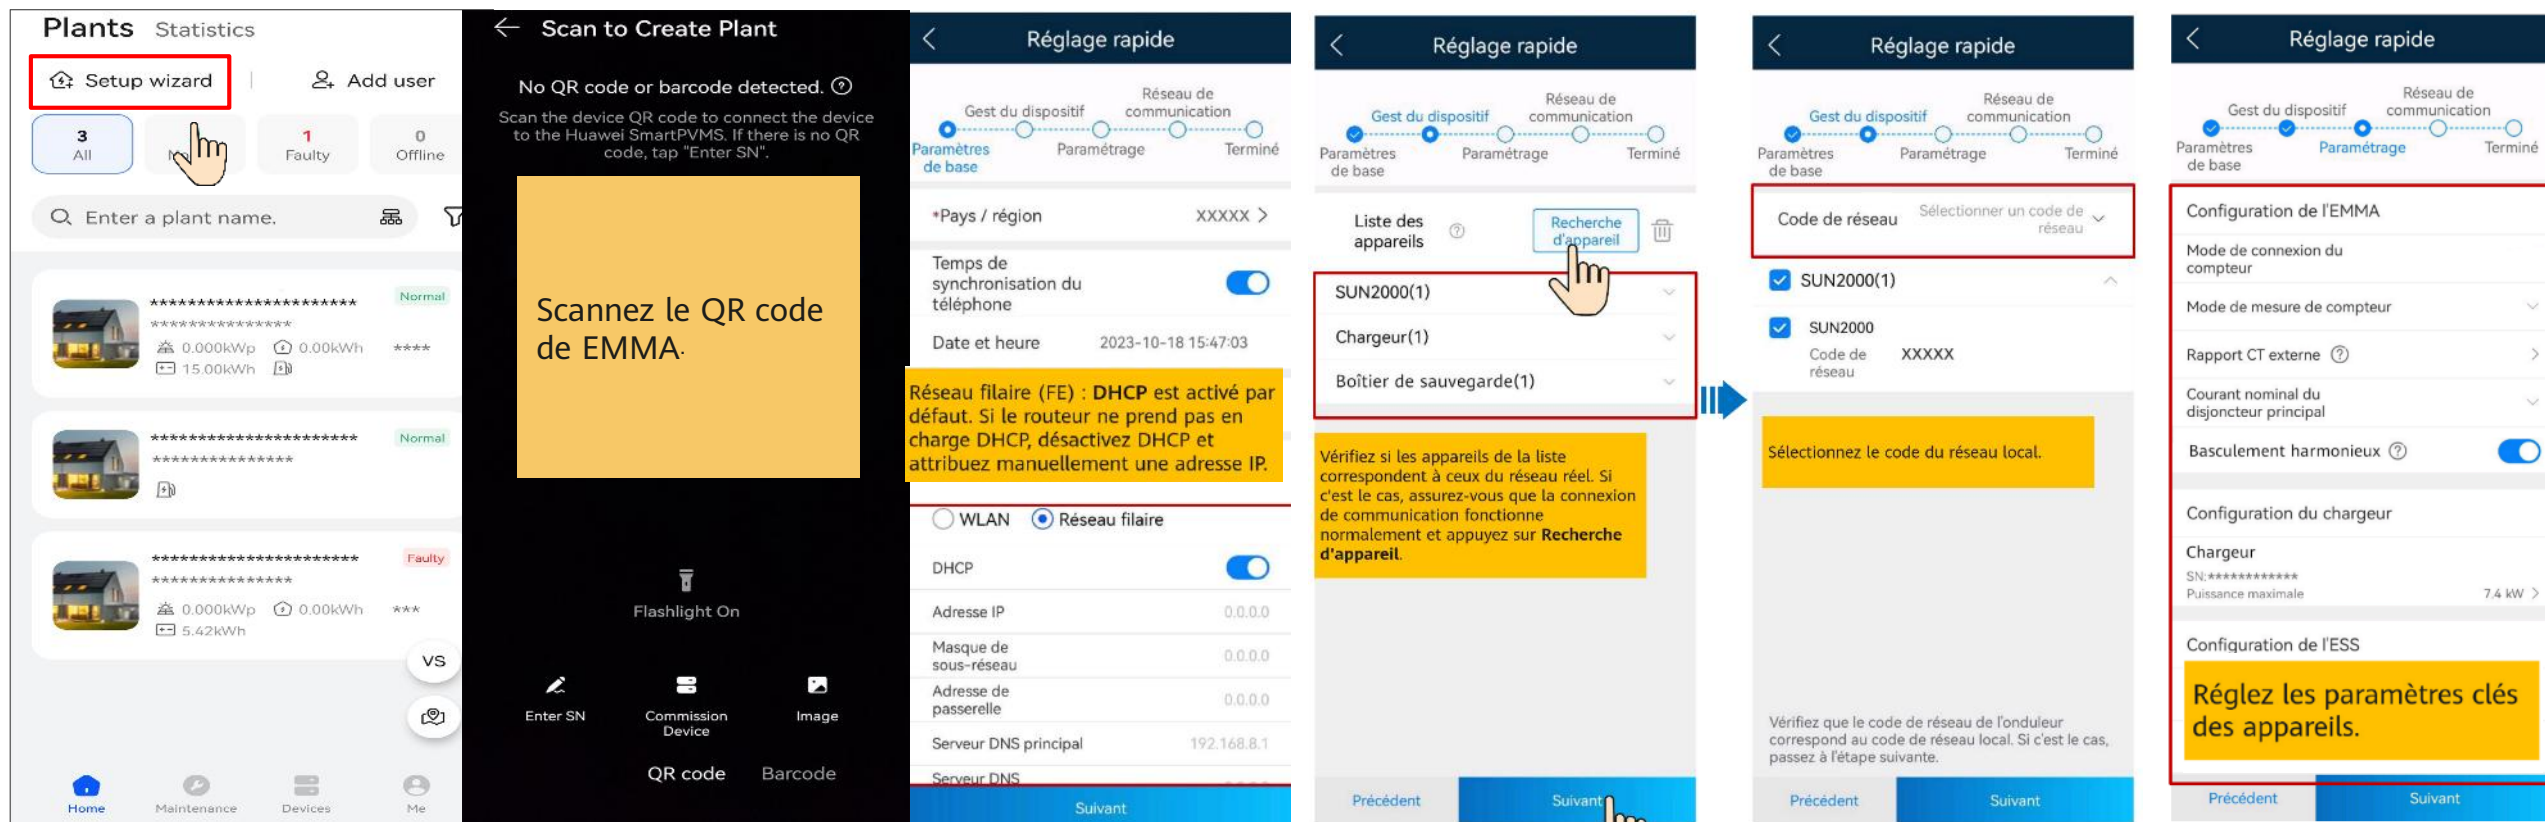 Plants Statistics
Setup wizard
Add user
3
All
1
Faulty
0
Offline
Enter a plant name.
**********************
Normal
***************
0.000kWp 0.00kWh ****
15.00kWh
**********************
Normal
***************
**********************
Faulty
***************
0.000kWp 0.00kWh ***
5.42kWh
VS
Home
Maintenance
Devices
Me
Scan to Create Plant
No QR code or barcode detected.
Scan the device QR code to connect the device
to the Huawei SmartPVMS. If there is no QR
code, tap "Enter SN".
Scannez le QR code
de EMMA.
Flashlight On
Enter SN
Commission
Device
Image
QR code Barcode
Réglage rapide
Gest du dispositif
Réseau de
communication
Paramètres
de base
Paramétrage
Terminé
*Pays / région XXXXX >
Temps de
synchronisation du
téléphone
Date et heure 2023-10-18 15:47:03
Réseau filaire (FE) : DHCP est activé par
défaut. Si le routeur ne prend pas en
charge DHCP, désactivez DHCP et
attribuez manuellement une adresse IP.
WLAN Réseau filaire
DHCP
Adresse IP 0.0.0.0
Masque de
sous-réseau
0.0.0.0
Adresse de
passerelle
0.0.0.0
Serveur DNS principal 192.168.8.1
Serveur DNS
Suivant
Réglage rapide
Gest du dispositif
Réseau de
communication
Paramètres
de base
Paramétrage
Terminé
Liste des
appareils
Recherche
d'appareil
SUN2000(1)
Chargeur(1)
Boîtier de sauvegarde(1)
Vérifiez si les appareils de la liste
correspondent à ceux du réseau réel. Si
c'est le cas, assurez-vous que la connexion
de communication fonctionne
normalement et appuyez sur Recherche
d'appareil.
Précédent
Suivant
Réglage rapide
Gest du dispositif
Réseau de
communication
Paramètres
de base
Paramétrage
Terminé
Code de réseau
Sélectionner un code de
réseau
SUN2000(1)
SUN2000
Code de
réseau
XXXXX
Sélectionnez le code du réseau local.
Vérifiez que le code de réseau de l'onduleur
correspond au code de réseau local. Si c'est le cas,
passez à l'étape suivante.
Précédent
Suivant
Réglage rapide
Gest du dispositif
Réseau de
communication
Paramètres
de base
Paramétrage
Terminé
Configuration de l'EMMA
Mode de connexion du
compteur
Mode de mesure de compteur
Rapport CT externe
Courant nominal du
disjoncteur principal
Basculement harmonieux
Configuration du chargeur
Chargeur
SN:************
Puissance maximale 7.4 kW >
Configuration de l'ESS
Réglez les paramètres clés
des appareils.
Précédent
Suivant